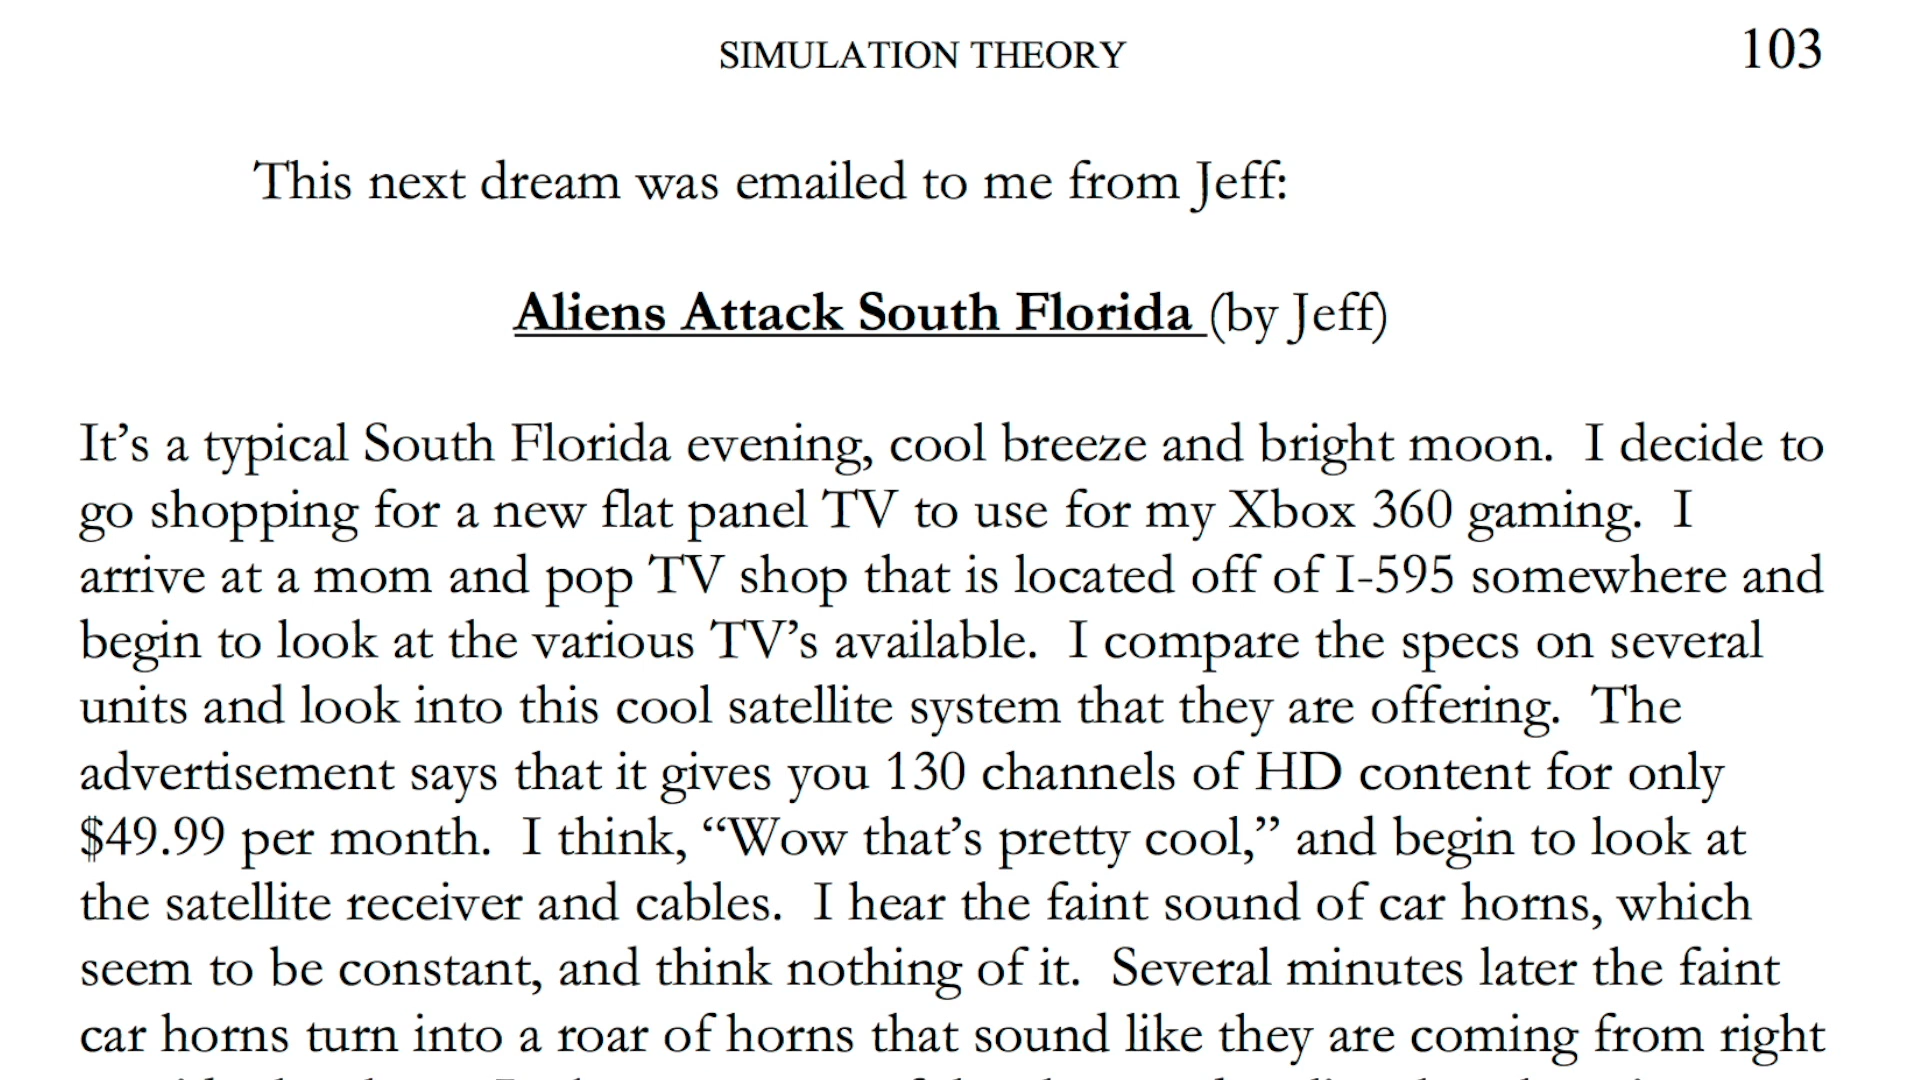 SIMULATION THEORY 103
This next dream was emailed to me from Jeff:
Aliens Attack South Florida (by Jeff)
It’s a typical South Florida evening, cool breeze and bright moon.  I decide to
go shopping for a new flat panel TV to use for my Xbox 360 gaming.  I
arrive at a mom and pop TV shop that is located off of I-595 somewhere and
begin to look at the various TV’s available.  I compare the specs on several
units and look into this cool satellite system that they are offering.  The
advertisement says that it gives you 130 channels of HD content for only
$49.99 per month.  I think, “Wow that’s pretty cool,” and begin to look at
the satellite receiver and cables.  I hear the faint sound of car horns, which
seem to be constant, and think nothing of it.  Several minutes later the faint
car horns turn into a roar of horns that sound like they are coming from right